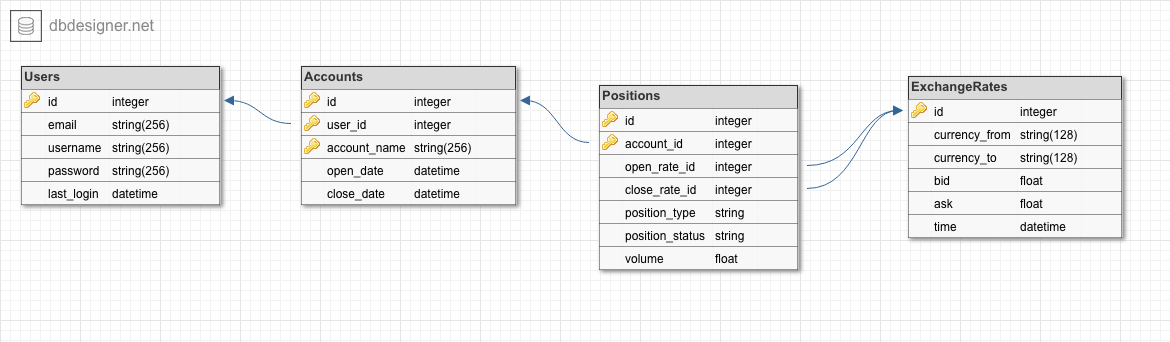 dbdesigner.net
Users
id integer
email string(256)
username string(256)
password string(256)
last_login datetime
Accounts
id integer
user_id integer
account_name string(256)
open_date datetime
close_date datetime
Positions
id integer
account_id integer
open_rate_id integer
close_rate_id integer
position_type string
position_status string
volume float
ExchangeRates
id integer
currency_from string(128)
currency_to string(128)
bid float
ask float
time datetime